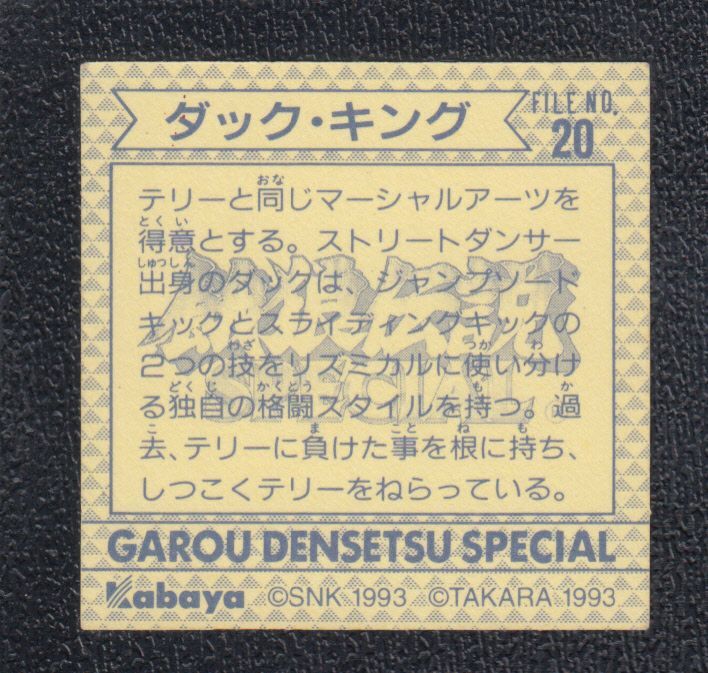 ダック・キング
FILE NO.
20
テリーと同じマーシャルアーツを
得意とする。ストリートダンサー
出身のダックは、ジャンプソード
キックとスライディングキックの
2つの技をリズミカルに使い分け
る独自の格闘スタイルを持つ。過
去、テリーに負けた事を根に持ち、
しつこくテリーをねらっている。
餓狼伝説
SPECIAL
GAROU DENSETSU SPECIAL
Kabaya ©SNK 1993 ©TAKARA 1993